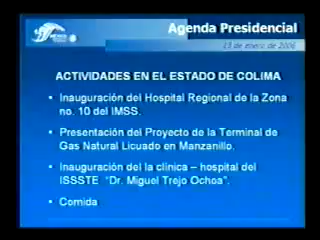 Agenda Presidencial
13 de enero de 2006
ACTIVIDADES EN EL ESTADO DE COLIMA
• Inauguración del Hospital Regional de la Zona
no. 10 del IMSS.
• Presentación del Proyecto de la Terminal de
Gas Natural Licuado en Manzanillo.
• Inauguración del la clínica – hospital del
ISSSTE "Dr. Miguel Trejo Ochoa".
• Comida